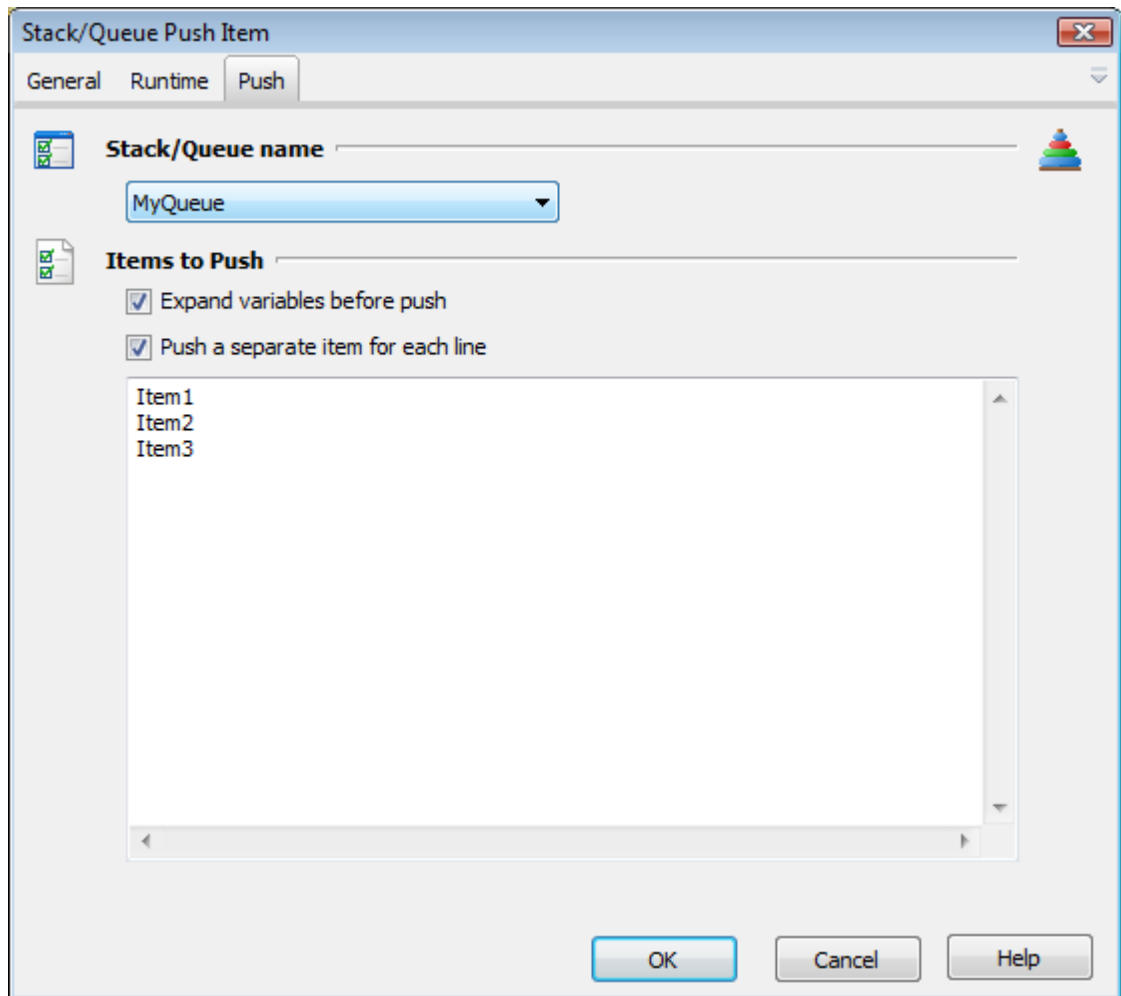 Stack/Queue Push Item
General Runtime Push
Stack/Queue name
MyQueue
Items to Push
Expand variables before push
Push a separate item for each line
Item1
Item2
Item3
OK Cancel Help